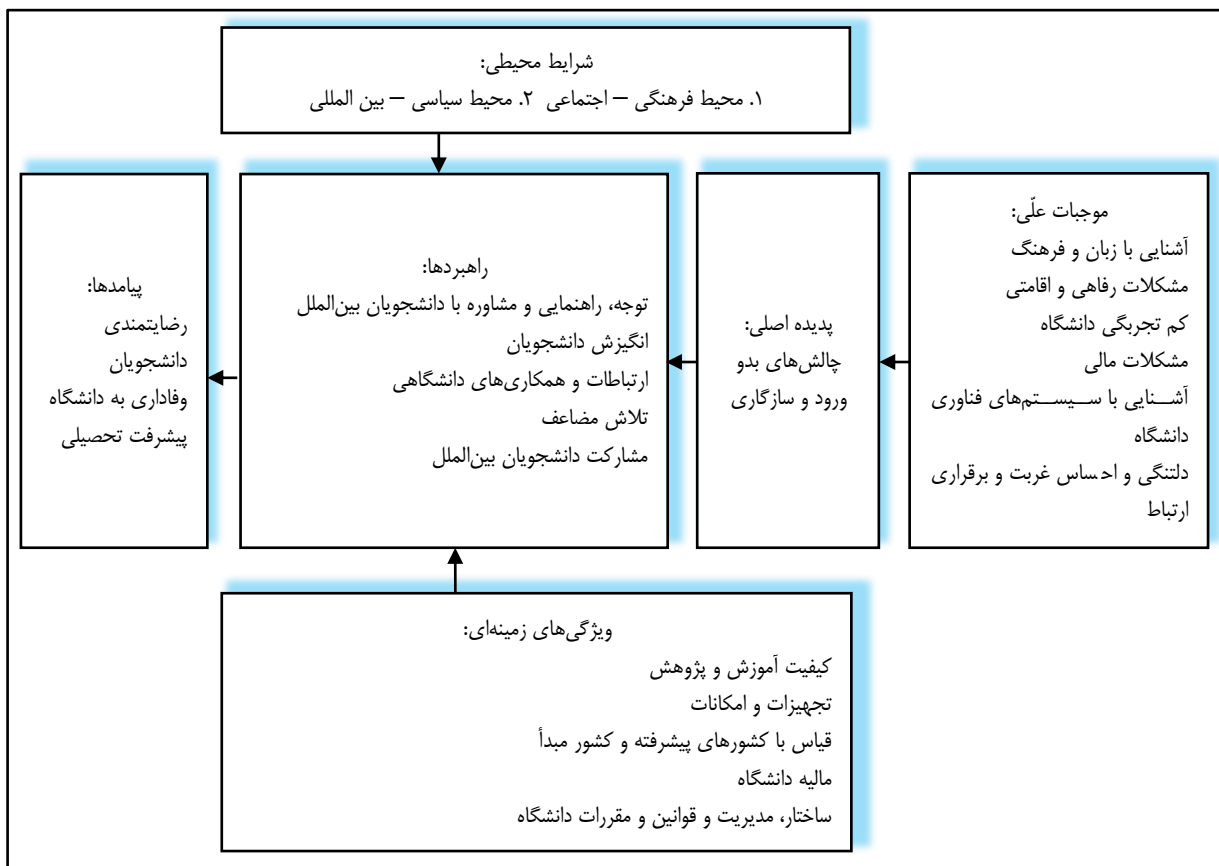 شرایط محیطی:
۱. محیط فرهنگی – اجتماعی ۲. محیط سیاسی – بین المللی
موجبات علّی:
آشنایی با زبان و فرهنگ
مشکلات رفاهی و اقامتی
کم تجربگی دانشگاه
مشکلات مالی
آشنایی با سیستم‌های فناوری
دانشگاه
دلتنگی و احساس غربت و برقراری
ارتباط
پدیده اصلی:
چالش‌های بدو
ورود و سازگاری
راهبردها:
توجه، راهنمایی و مشاوره با دانشجویان بین‌الملل
انگیزش دانشجویان
ارتباطات و همکاری‌های دانشگاهی
تلاش مضاعف
مشارکت دانشجویان بین‌الملل
پیامدها:
رضایتمندی
دانشجویان
وفاداری به دانشگاه
پیشرفت تحصیلی
ویژگی‌های زمینه‌ای:
کیفیت آموزش و پژوهش
تجهیزات و امکانات
قیاس با کشورهای پیشرفته و کشور مبدأ
مالیه دانشگاه
ساختار، مدیریت و قوانین و مقررات دانشگاه